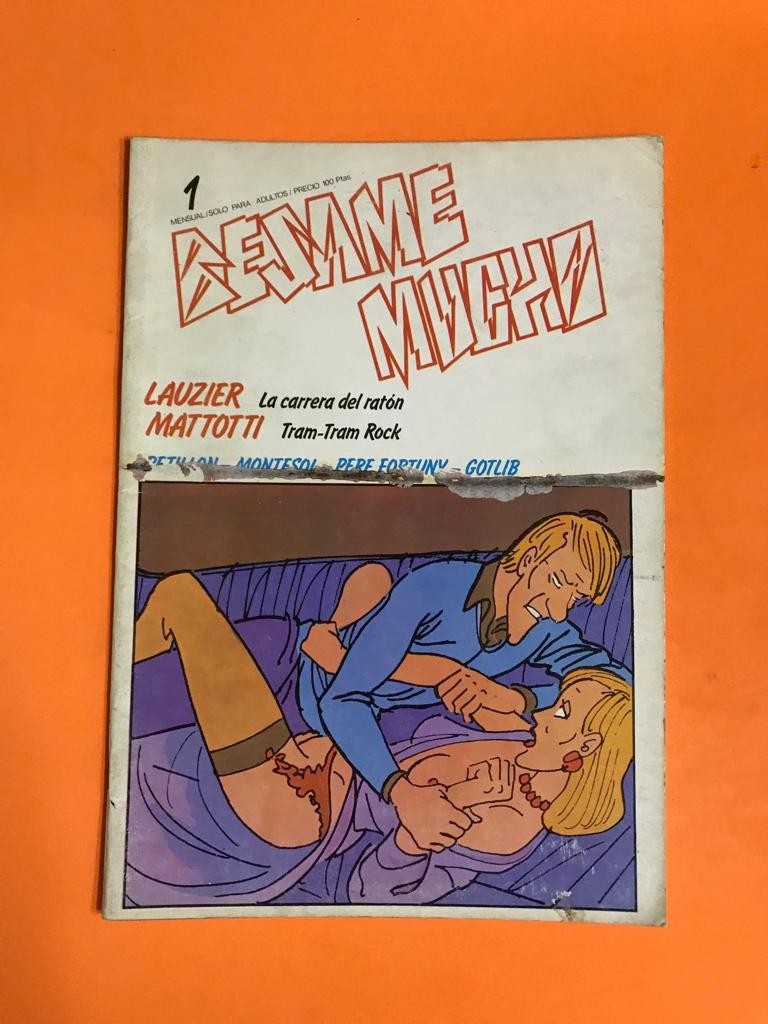 1
MENSUAL/SOLO PARA ADULTOS/PRECIO 100 Ptas.
BESAME
MUCHO
LAUZIER La carrera del ratón
MATTOTTI Tram-Tram Rock
PETILLON – MONTESOL – PERE FORTUNY – GOTLIB